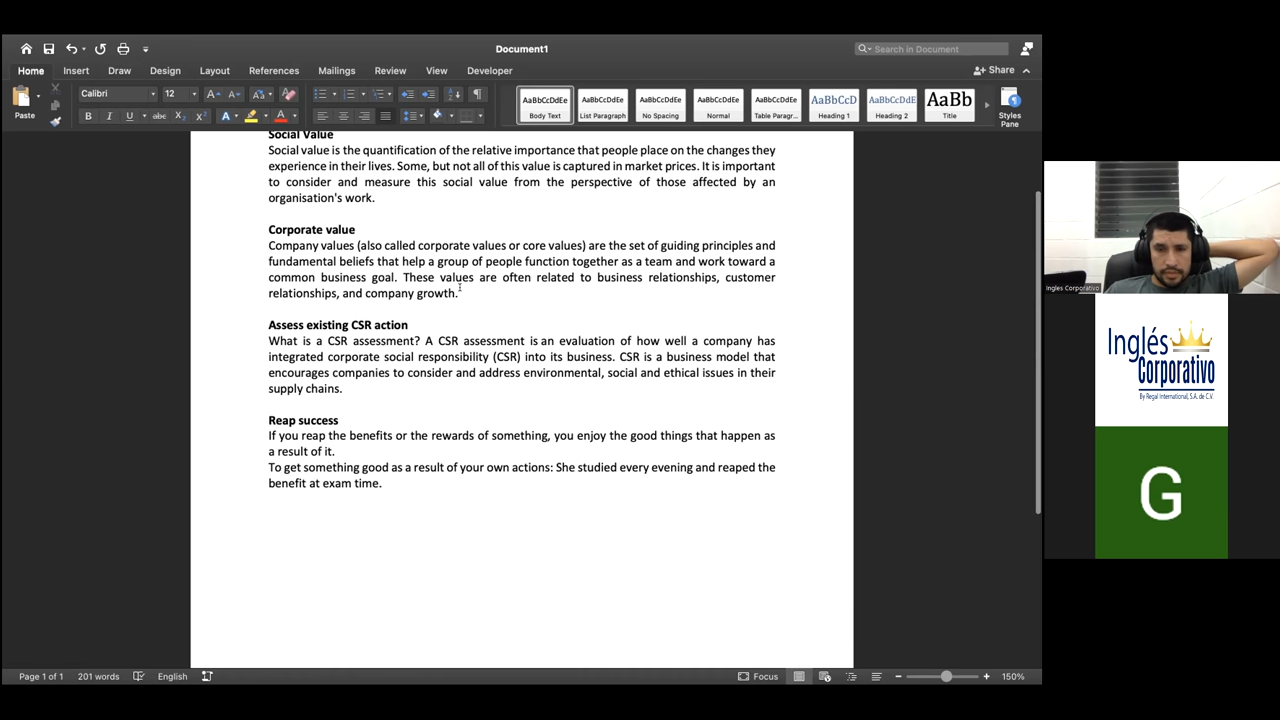 Document1
Search in Document
Home Insert Draw Design Layout References Mailings Review View Developer
Share
Paste
Calibri 12
AaBbCcDdEe AaBbCcDdEe AaBbCcDdEe AaBbCcDdEe AaBbCcDdEe AaBbCcD AaBbCcDdE AaBb
Body Text List Paragraph No Spacing Normal Table Paragr... Heading 1 Heading 2 Title
Styles
Pane
Social Value
Social value is the quantification of the relative importance that people place on the changes they
experience in their lives. Some, but not all of this value is captured in market prices. It is important
to consider and measure this social value from the perspective of those affected by an
organisation's work.
Corporate value
Company values (also called corporate values or core values) are the set of guiding principles and
fundamental beliefs that help a group of people function together as a team and work toward a
common business goal. These values are often related to business relationships, customer
relationships, and company growth.
Assess existing CSR action
What is a CSR assessment? A CSR assessment is an evaluation of how well a company has
integrated corporate social responsibility (CSR) into its business. CSR is a business model that
encourages companies to consider and address environmental, social and ethical issues in their
supply chains.
Reap success
If you reap the benefits or the rewards of something, you enjoy the good things that happen as
a result of it.
To get something good as a result of your own actions: She studied every evening and reaped the
benefit at exam time.
Page 1 of 1 201 words English Focus 150%
Ingles Corporativo
Inglés
Corporativo
By Regal International, S.A. de C.V.
G